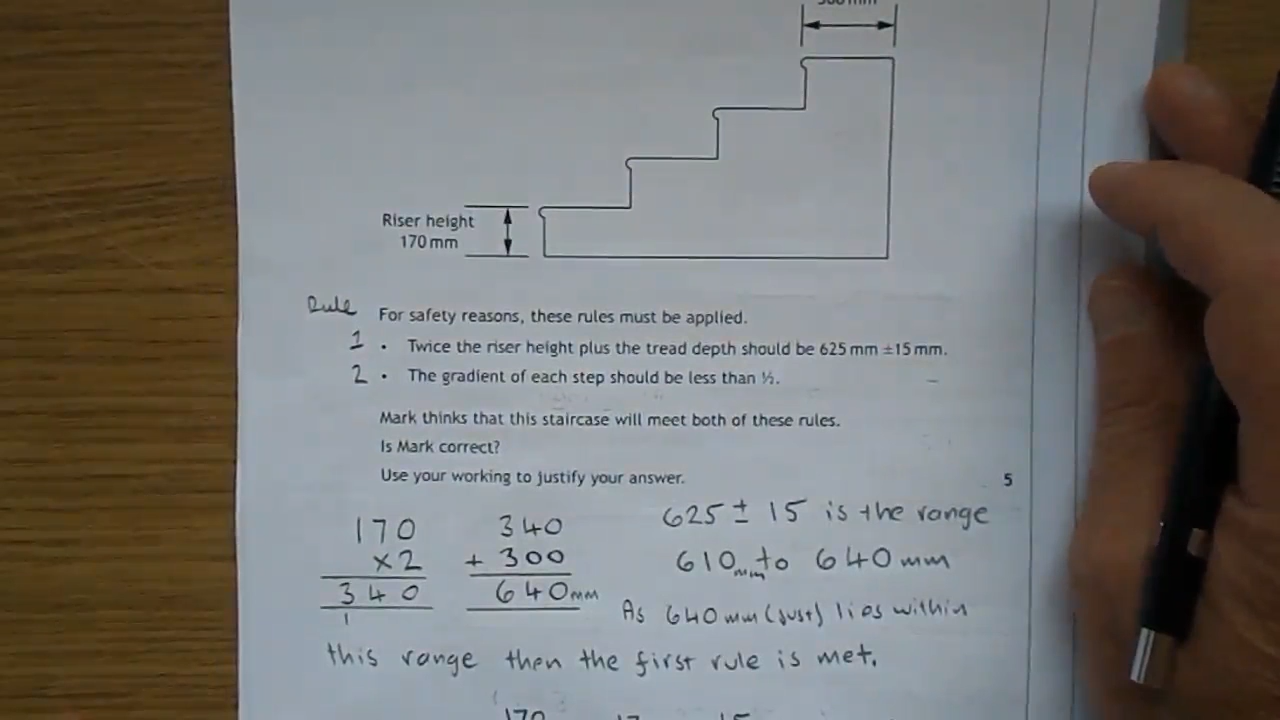 Riser height
170 mm
Rule
For safety reasons, these rules must be applied.
1 • Twice the riser height plus the tread depth should be 625 mm ±15 mm.
2 • The gradient of each step should be less than ½.
Mark thinks that this staircase will meet both of these rules.
Is Mark correct?
Use your working to justify your answer. 5
170
×2
340
1
340
+ 300
640mm
625 ± 15 is the range
610mm to 640mm
As 640mm (just) lies within
this range then the first rule is met.
170